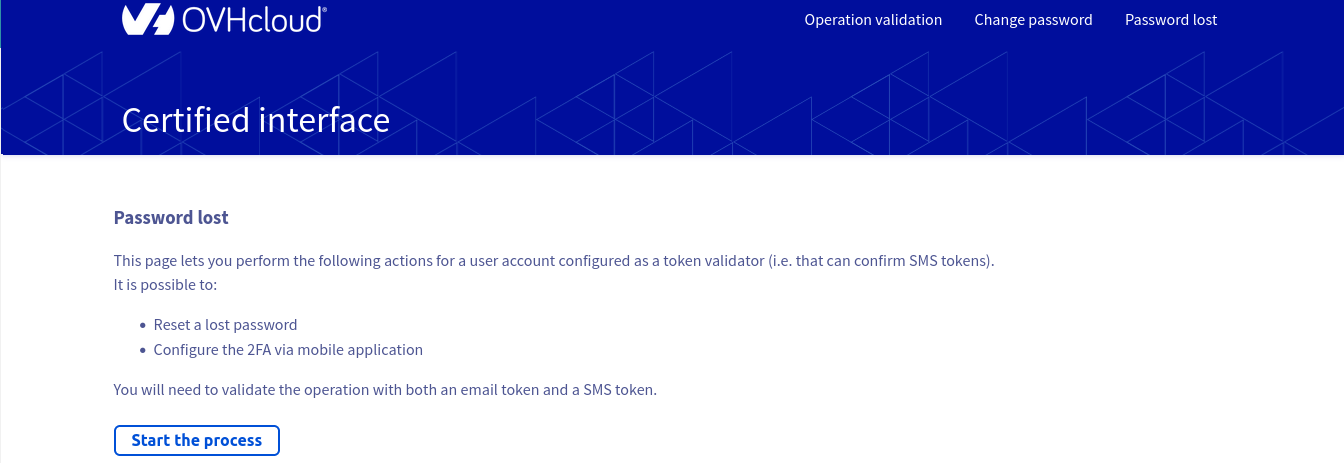 OVHcloud®
Operation validation Change password Password lost
Certified interface
Password lost
This page lets you perform the following actions for a user account configured as a token validator (i.e. that can confirm SMS tokens).
It is possible to:
• Reset a lost password
• Configure the 2FA via mobile application
You will need to validate the operation with both an email token and a SMS token.
Start the process